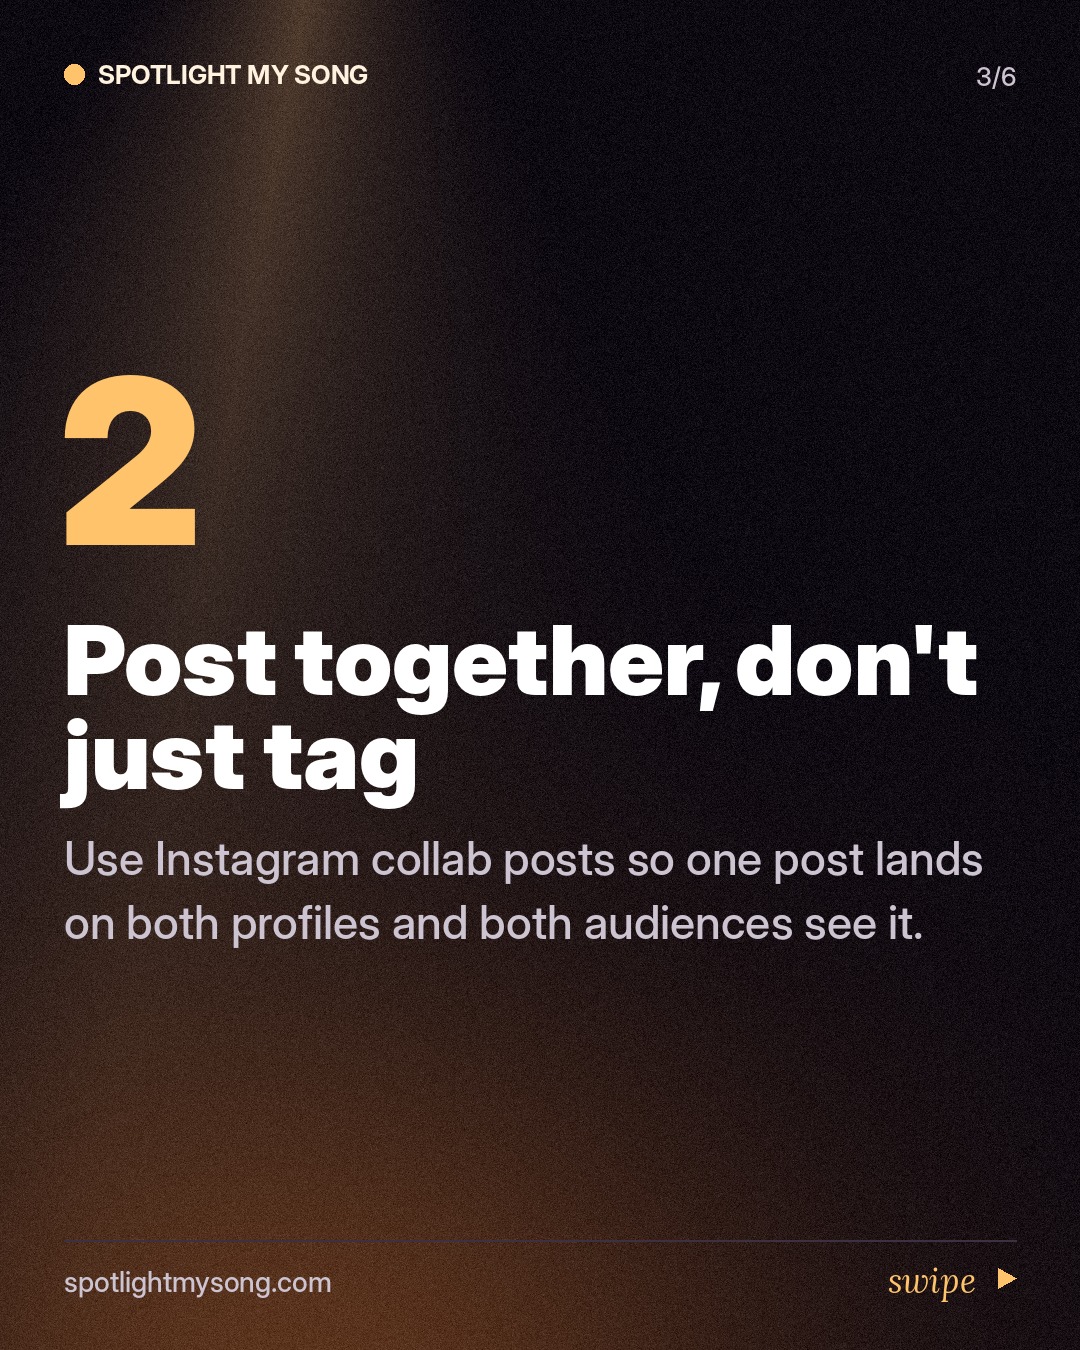 SPOTLIGHT MY SONG
3/6
2
Post together, don't
just tag
Use Instagram collab posts so one post lands
on both profiles and both audiences see it.
spotlightmysong.com
swipe